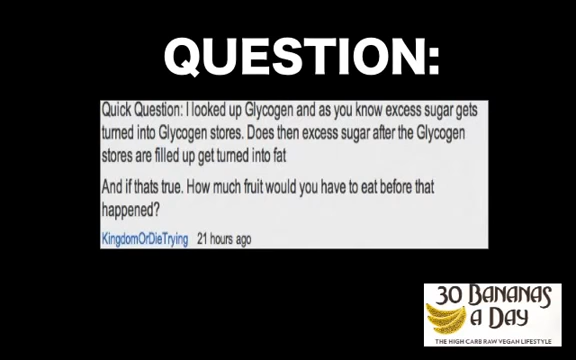 QUESTION:
Quick Question: I looked up Glycogen and as you know excess sugar gets
turned into Glycogen stores. Does then excess sugar after the Glycogen
stores are filled up get turned into fat
And if thats true. How much fruit would you have to eat before that
happened?
KingdomOrDieTrying 21 hours ago
30 BANANAS
A DAY
THE HIGH CARB RAW VEGAN LIFESTYLE